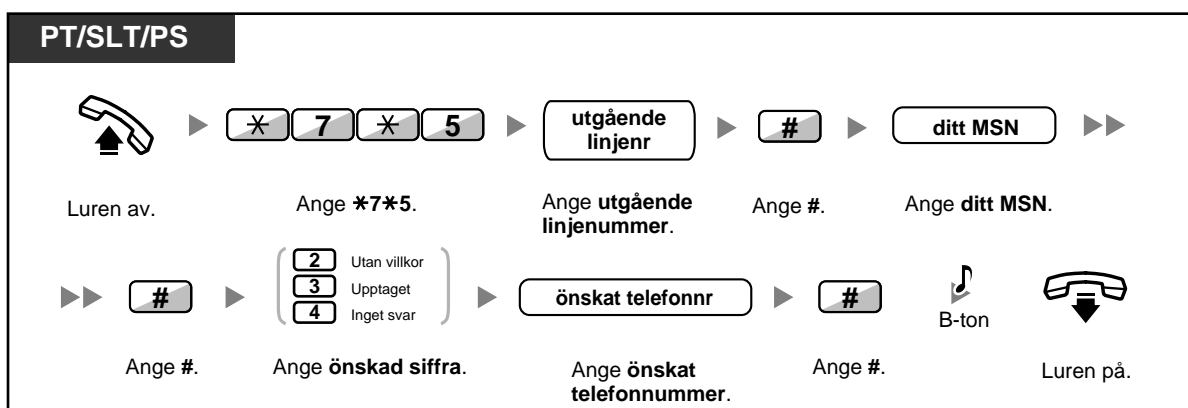 PT/SLT/PS
✳ 7 ✳ 5
utgående
linjenr
#
ditt MSN
Luren av.
Ange ✳7✳5.
Ange utgående
linjenummer.
Ange #.
Ange ditt MSN.
#
2 Utan villkor
3 Upptaget
4 Inget svar
önskat telefonnr
#
B-ton
Ange #.
Ange önskad siffra.
Ange önskat
telefonnummer.
Ange #.
Luren på.